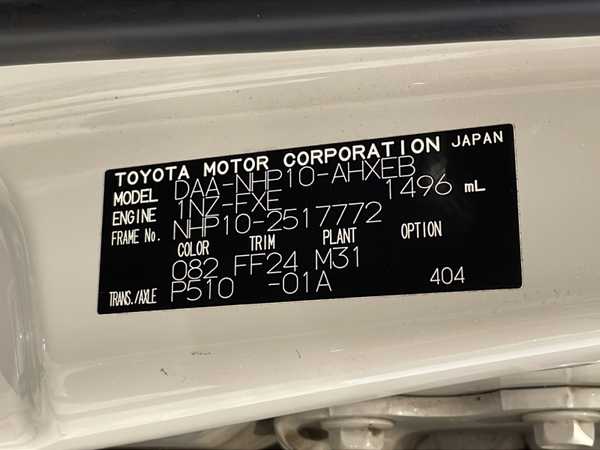 TOYOTA MOTOR CORPORATION JAPAN
MODEL DAA-NHP10-AHXEB
ENGINE 1NZ-FXE 1496 mL
FRAME No. NHP10-2517772
COLOR TRIM PLANT OPTION
082 FF24 M31
TRANS./AXLE P510 -01A 404